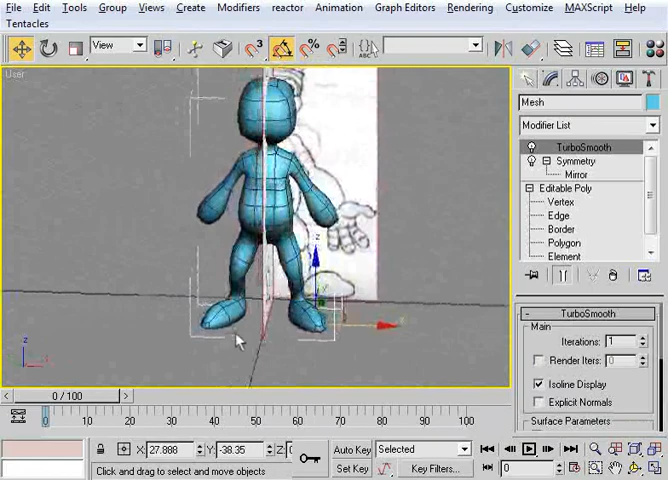 File Edit Tools Group Views Create Modifiers reactor Animation Graph Editors Rendering Customize MAXScript Help
Tentacles
View
3
%
ABC
User
Mesh
Modifier List
TurboSmooth
Symmetry
Mirror
Editable Poly
Vertex
Edge
Border
Polygon
Element
TurboSmooth
Main
Iterations: 1
Render Iters: 0
Isoline Display
Explicit Normals
Surface Parameters
z
z
x
0 / 100
0 10 20 30 40 50 60 70 80 90 100
X: 27.888 Y: -38.35 Z:
Auto Key Selected
Click and drag to select and move objects
Set Key Key Filters... 0